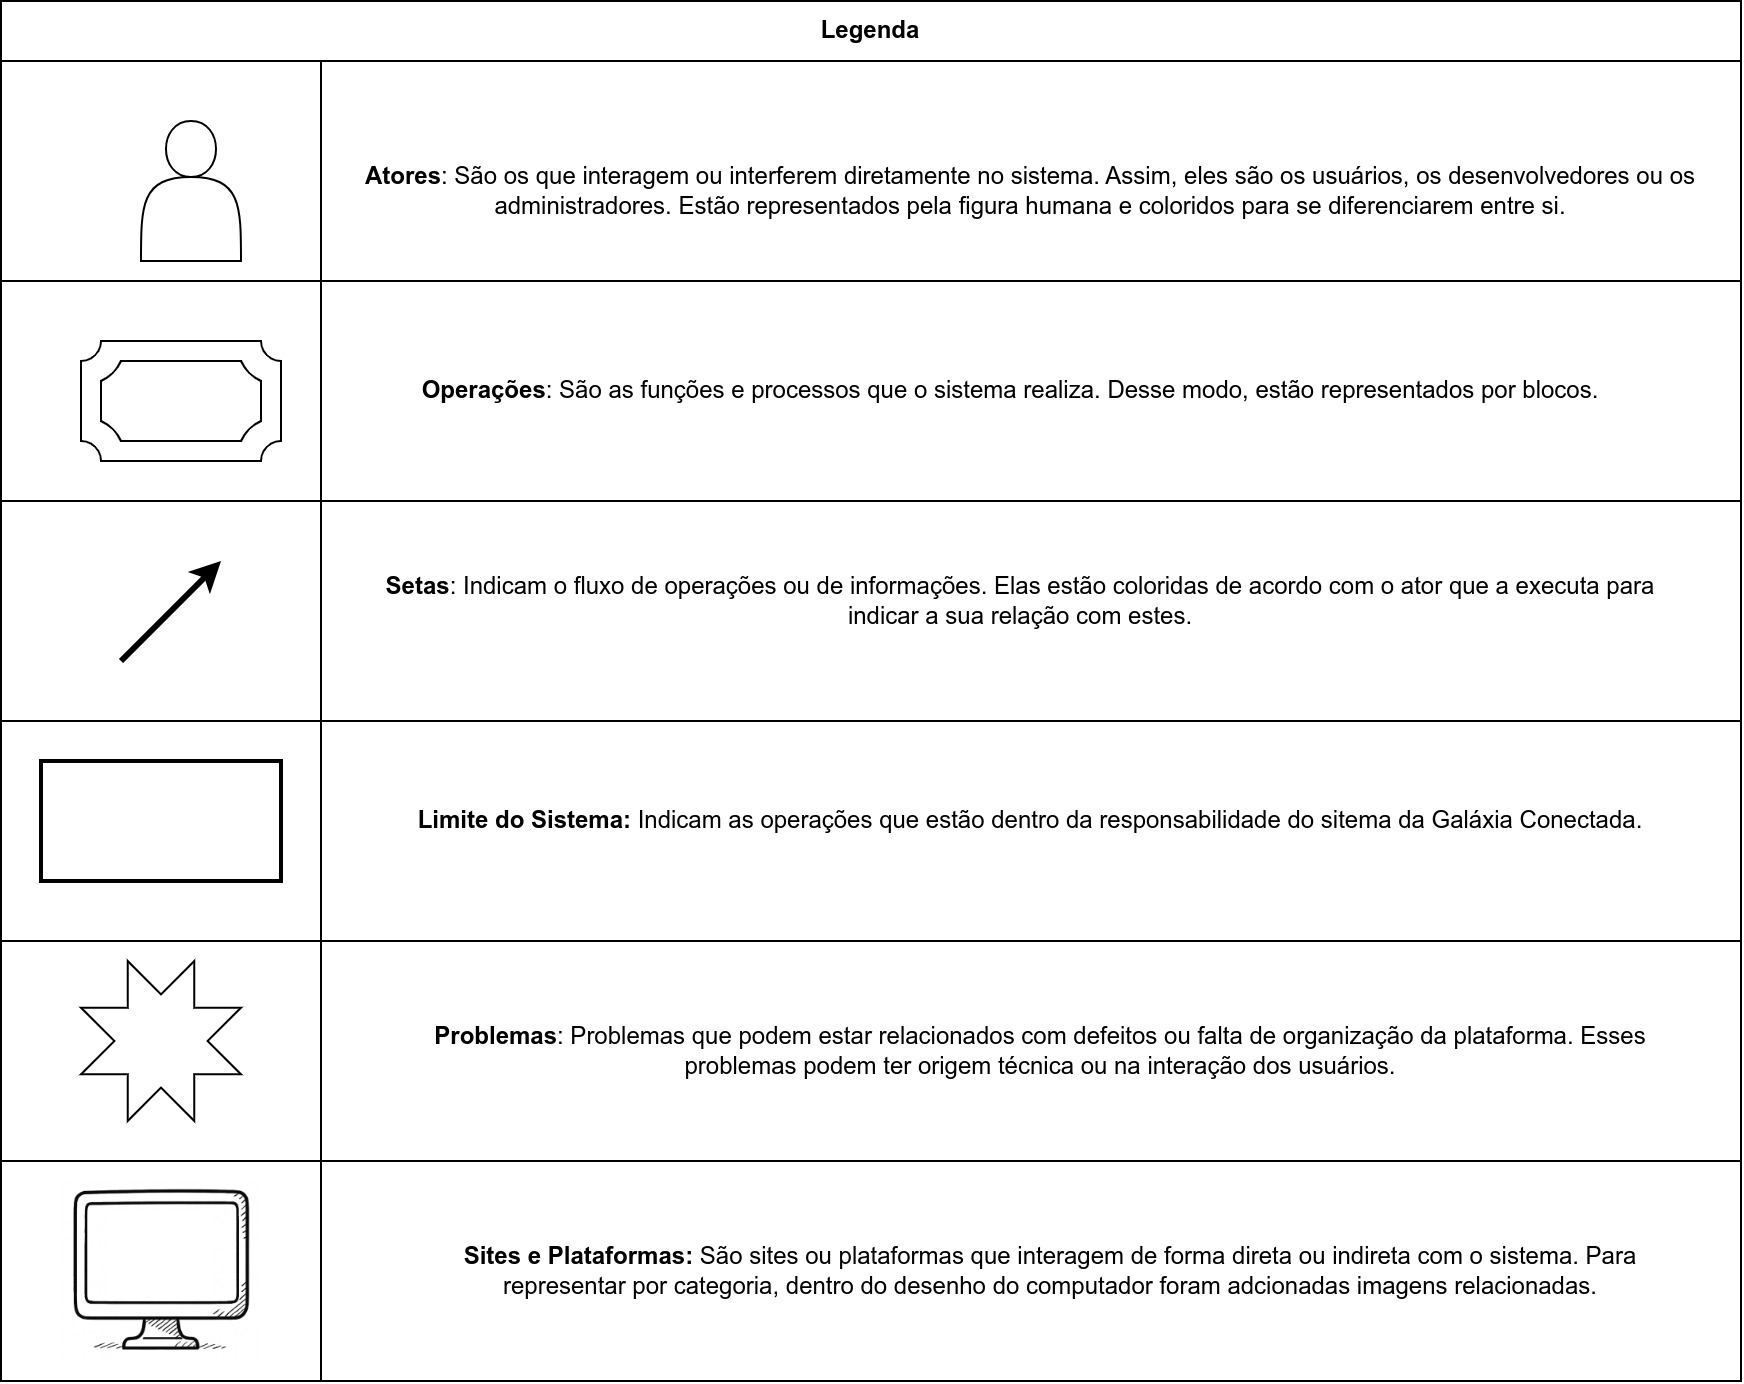 Legenda
Atores: São os que interagem ou interferem diretamente no sistema. Assim, eles são os usuários, os desenvolvedores ou os
administradores. Estão representados pela figura humana e coloridos para se diferenciarem entre si.
Operações: São as funções e processos que o sistema realiza. Desse modo, estão representados por blocos.
Setas: Indicam o fluxo de operações ou de informações. Elas estão coloridas de acordo com o ator que a executa para
indicar a sua relação com estes.
Limite do Sistema: Indicam as operações que estão dentro da responsabilidade do sitema da Galáxia Conectada.
Problemas: Problemas que podem estar relacionados com defeitos ou falta de organização da plataforma. Esses
problemas podem ter origem técnica ou na interação dos usuários.
Sites e Plataformas: São sites ou plataformas que interagem de forma direta ou indireta com o sistema. Para
representar por categoria, dentro do desenho do computador foram adcionadas imagens relacionadas.